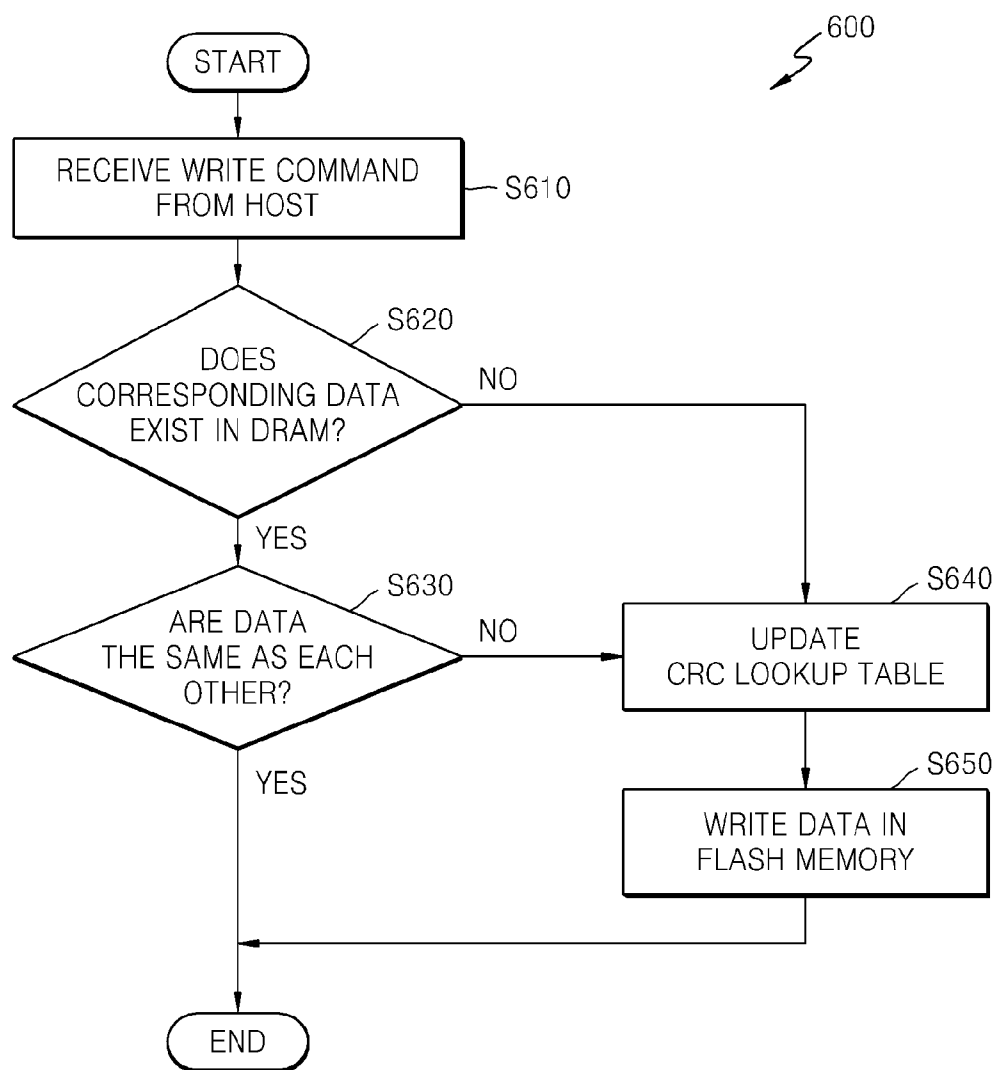 600
START
RECEIVE WRITE COMMAND
FROM HOST
S610
S620
DOES
CORRESPONDING DATA
EXIST IN DRAM?
NO
YES
S630
ARE DATA
THE SAME AS EACH
OTHER?
NO
S640
UPDATE
CRC LOOKUP TABLE
YES
S650
WRITE DATA IN
FLASH MEMORY
END